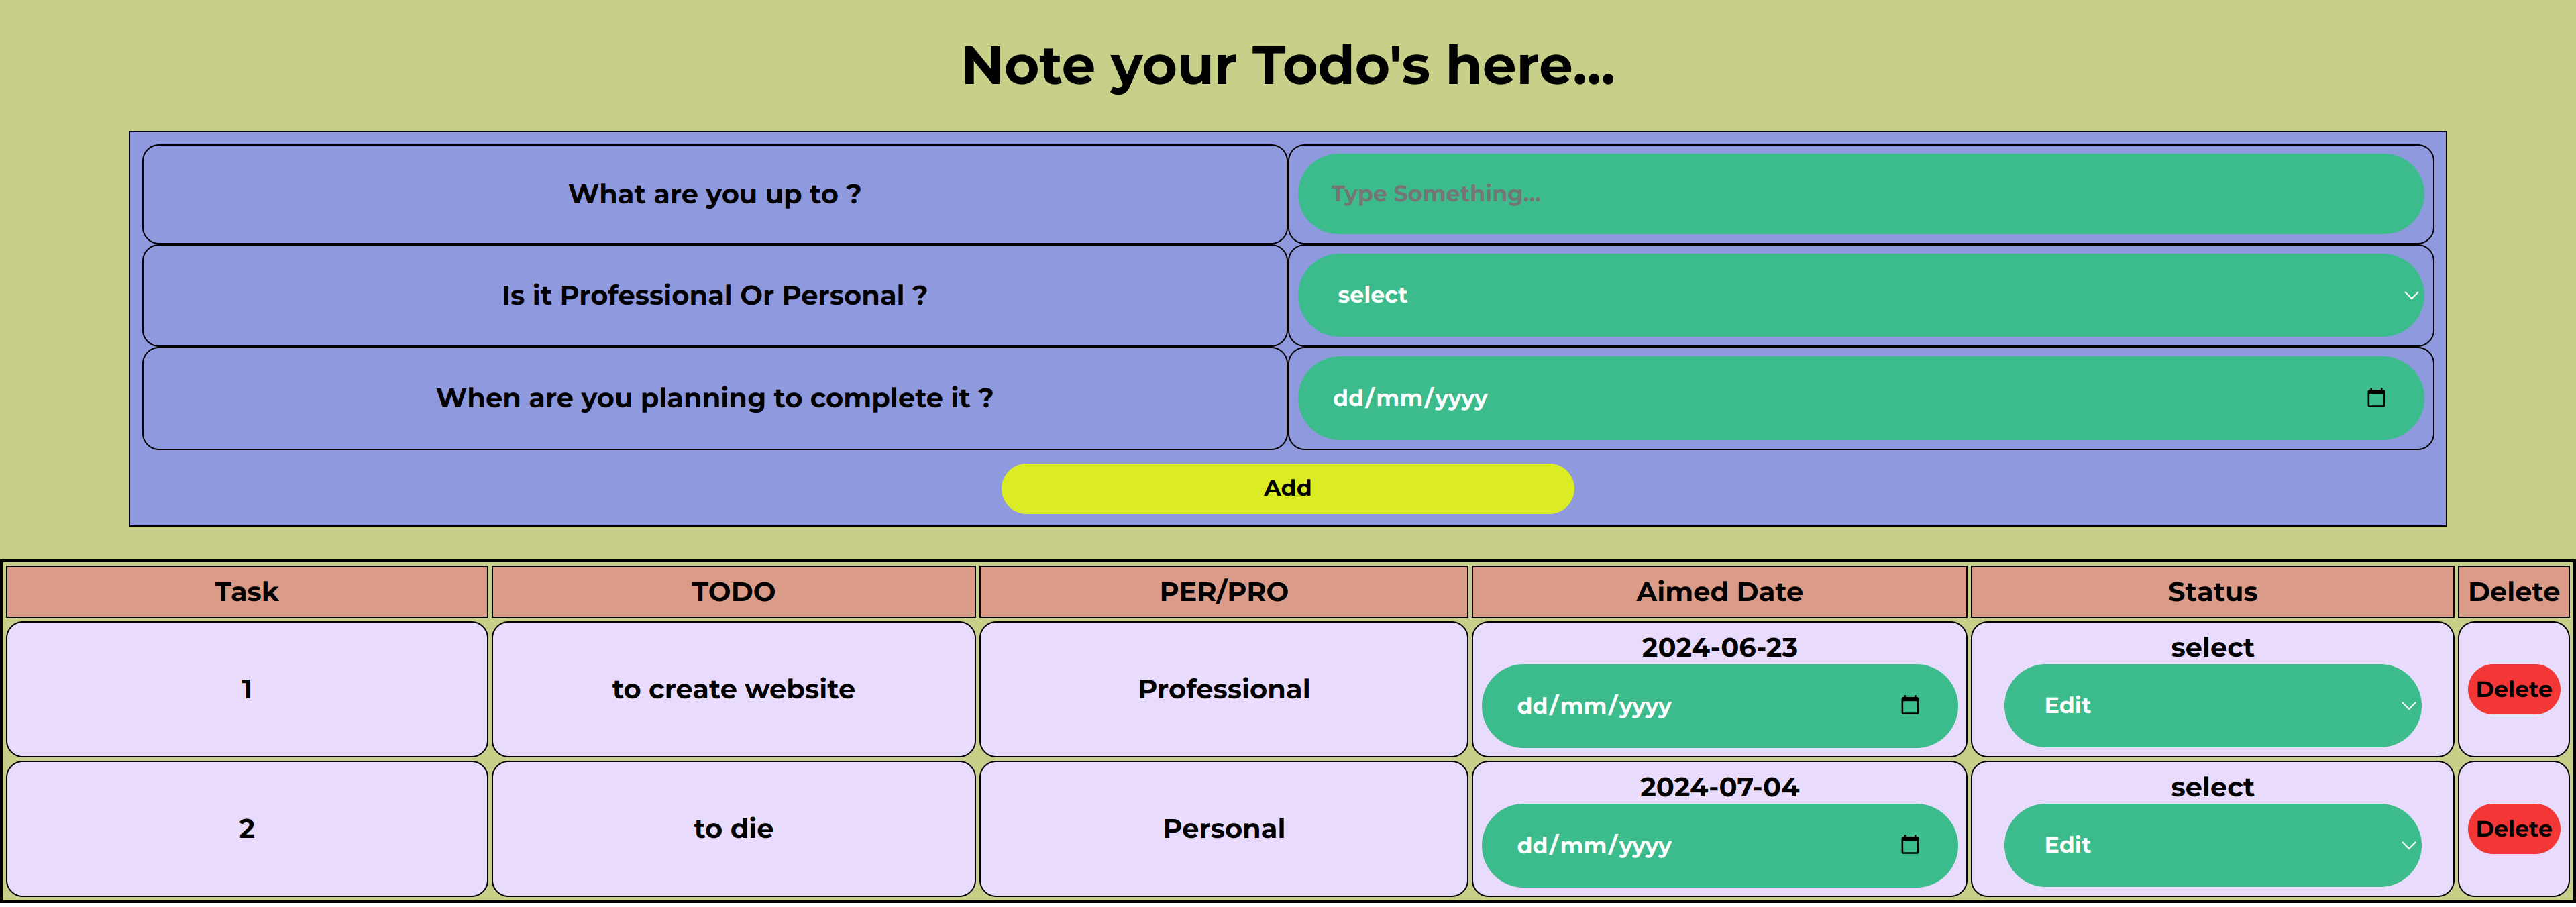 Note your Todo's here...
What are you up to ?
Type Something...
Is it Professional Or Personal ?
select
When are you planning to complete it ?
dd/mm/yyyy
Add
Task
TODO
PER/PRO
Aimed Date
Status
Delete
1
to create website
Professional
2024-06-23
dd/mm/yyyy
select
Edit
Delete
2
to die
Personal
2024-07-04
dd/mm/yyyy
select
Edit
Delete